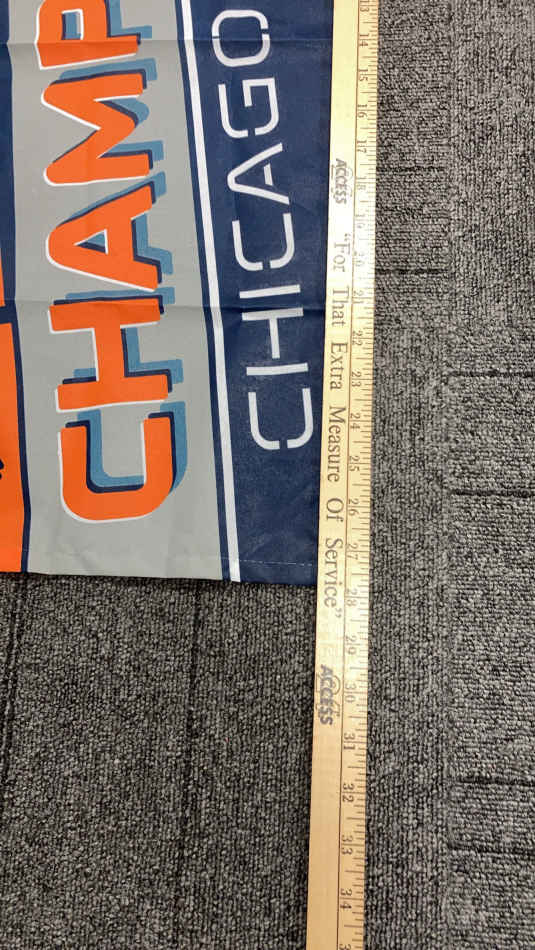 CHAMP
CHICAGO
ACCESS "For That Extra Measure Of Service" ACCESS
14 15 16 17 18 19 20 21 22 23 24 25 26 27 28 29 30 31 32 33 34